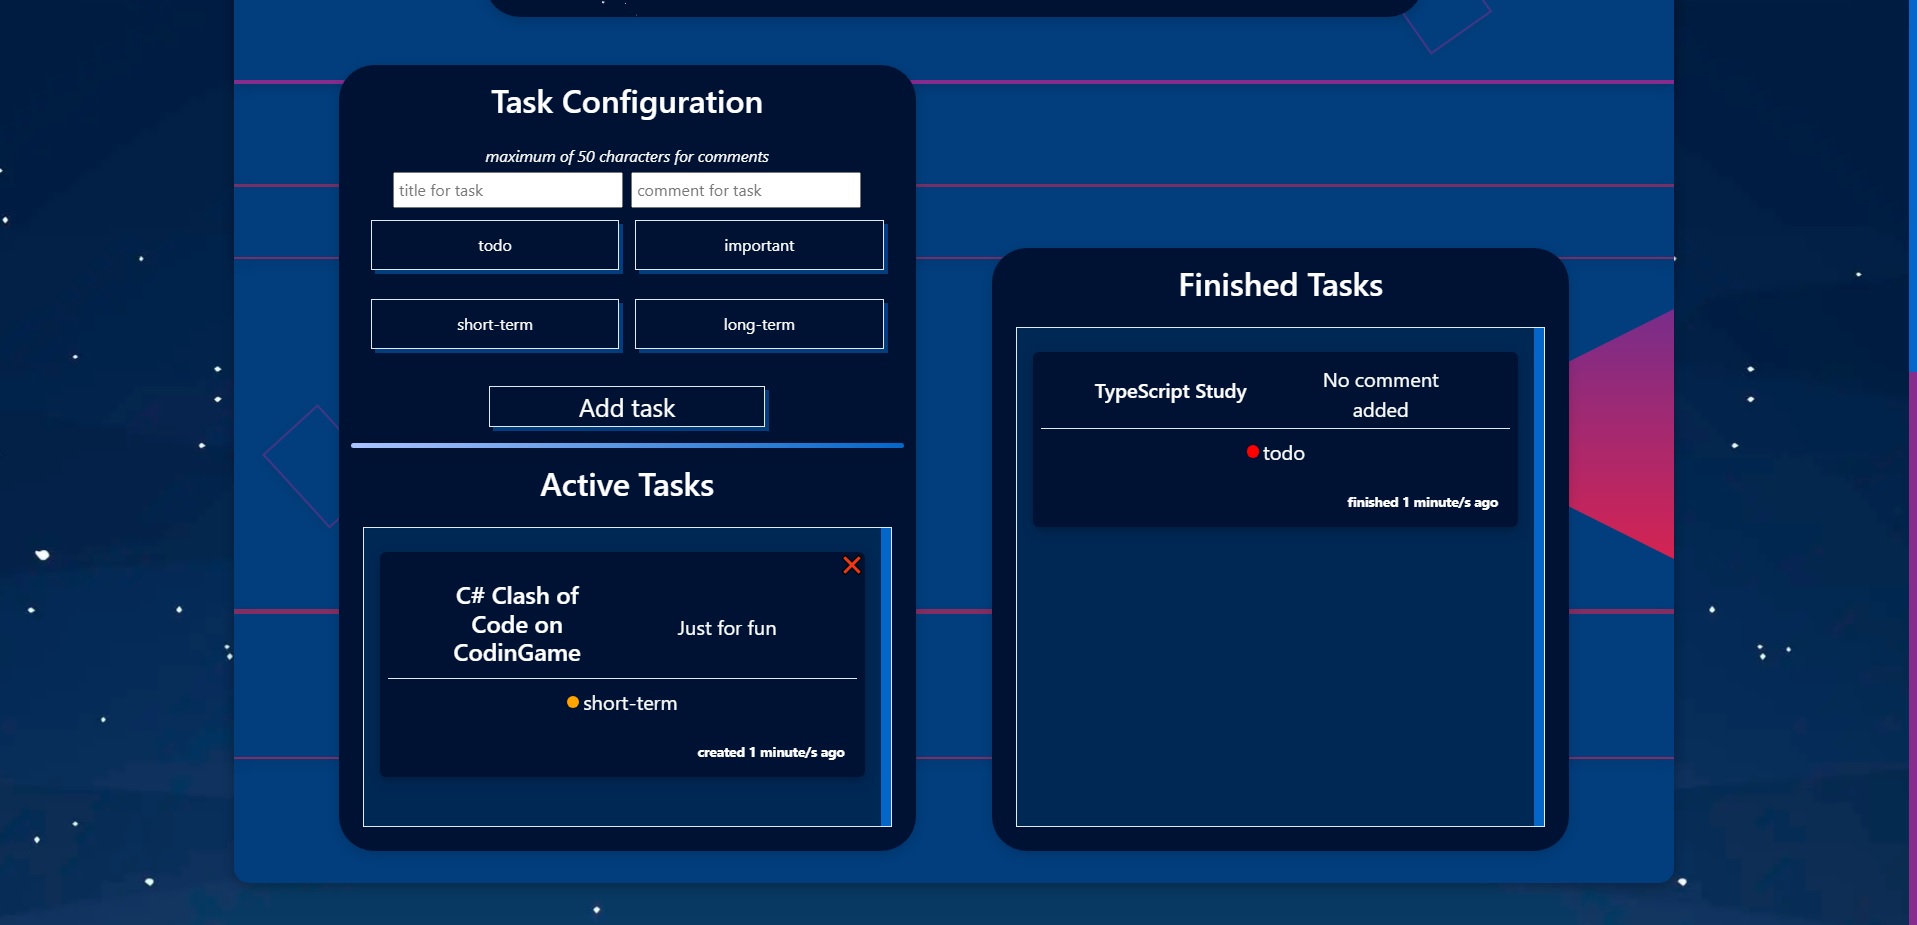 Task Configuration
maximum of 50 characters for comments
title for task
comment for task
todo
important
short-term
long-term
Add task
Active Tasks
C# Clash of
Code on
CodinGame
Just for fun
short-term
created 1 minute/s ago
Finished Tasks
TypeScript Study
No comment
added
todo
finished 1 minute/s ago